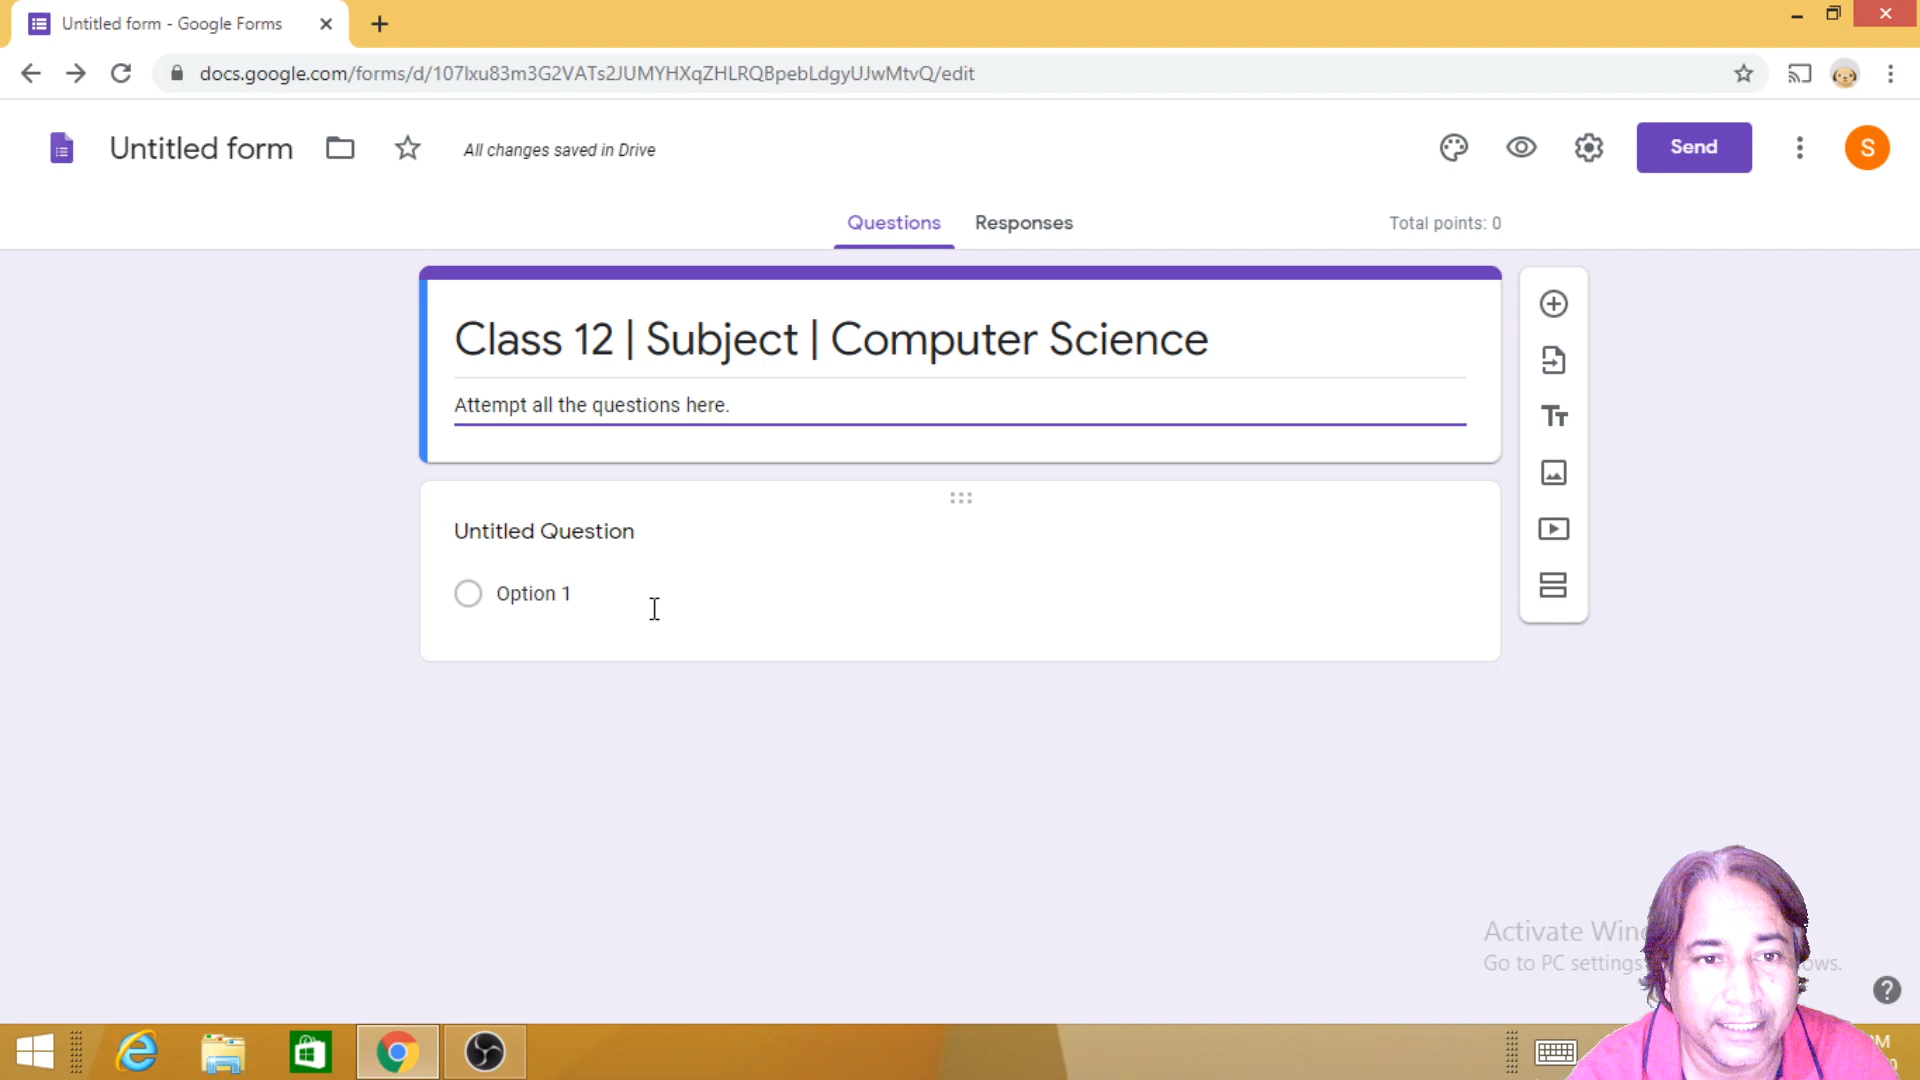 Untitled form - Google Forms
docs.google.com/forms/d/107lxu83m3G2VATs2JUMYHXqZHLRQBpebLdgyUJwMtvQ/edit
Untitled form
All changes saved in Drive
Send
S
Questions
Responses
Total points: 0
Class 12 | Subject | Computer Science
Attempt all the questions here.
Tt
Untitled Question
Option 1
Activate Win
Go to PC settings
ows.